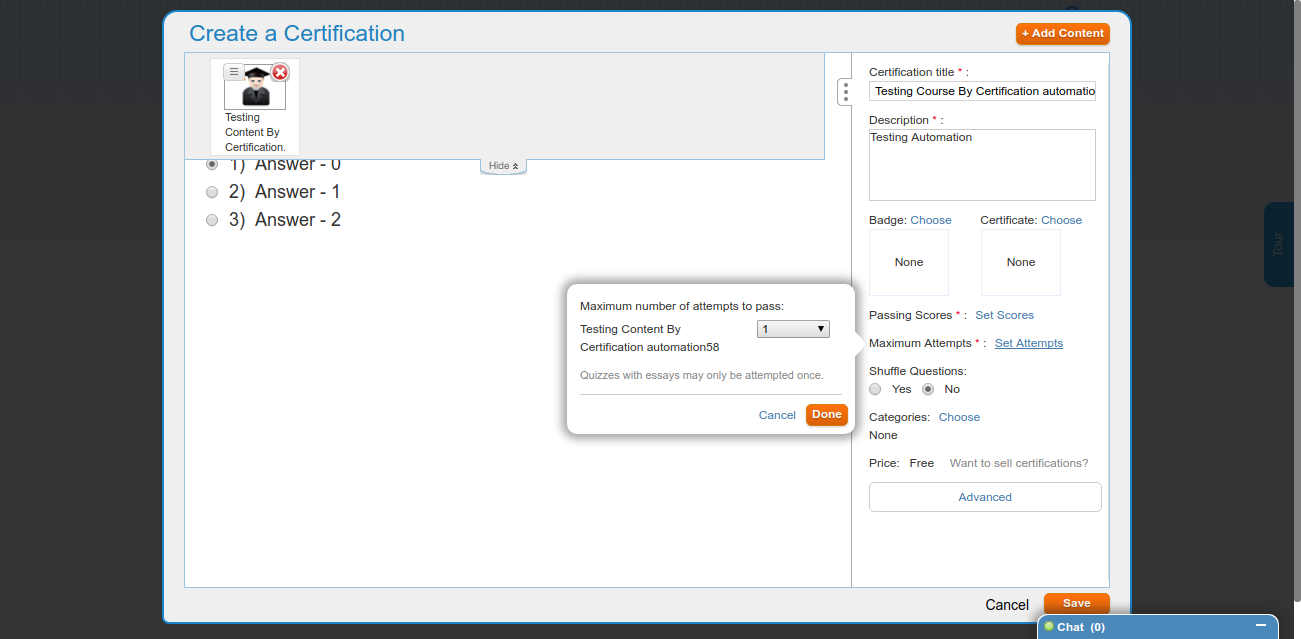 Create a Certification
+ Add Content
Testing
Content By
Certification.
1) Answer - 0
2) Answer - 1
3) Answer - 2
Hide
Certification title * :
Testing Course By Certification automatio
Description * :
Testing Automation
Badge: Choose
Certificate: Choose
None
None
Passing Scores * : Set Scores
Maximum Attempts * : Set Attempts
Shuffle Questions:
Yes No
Categories: Choose
None
Price: Free Want to sell certifications?
Advanced
Maximum number of attempts to pass:
Testing Content By
Certification automation58
1
Quizzes with essays may only be attempted once.
Cancel Done
Cancel Save
Tour
Chat (0)